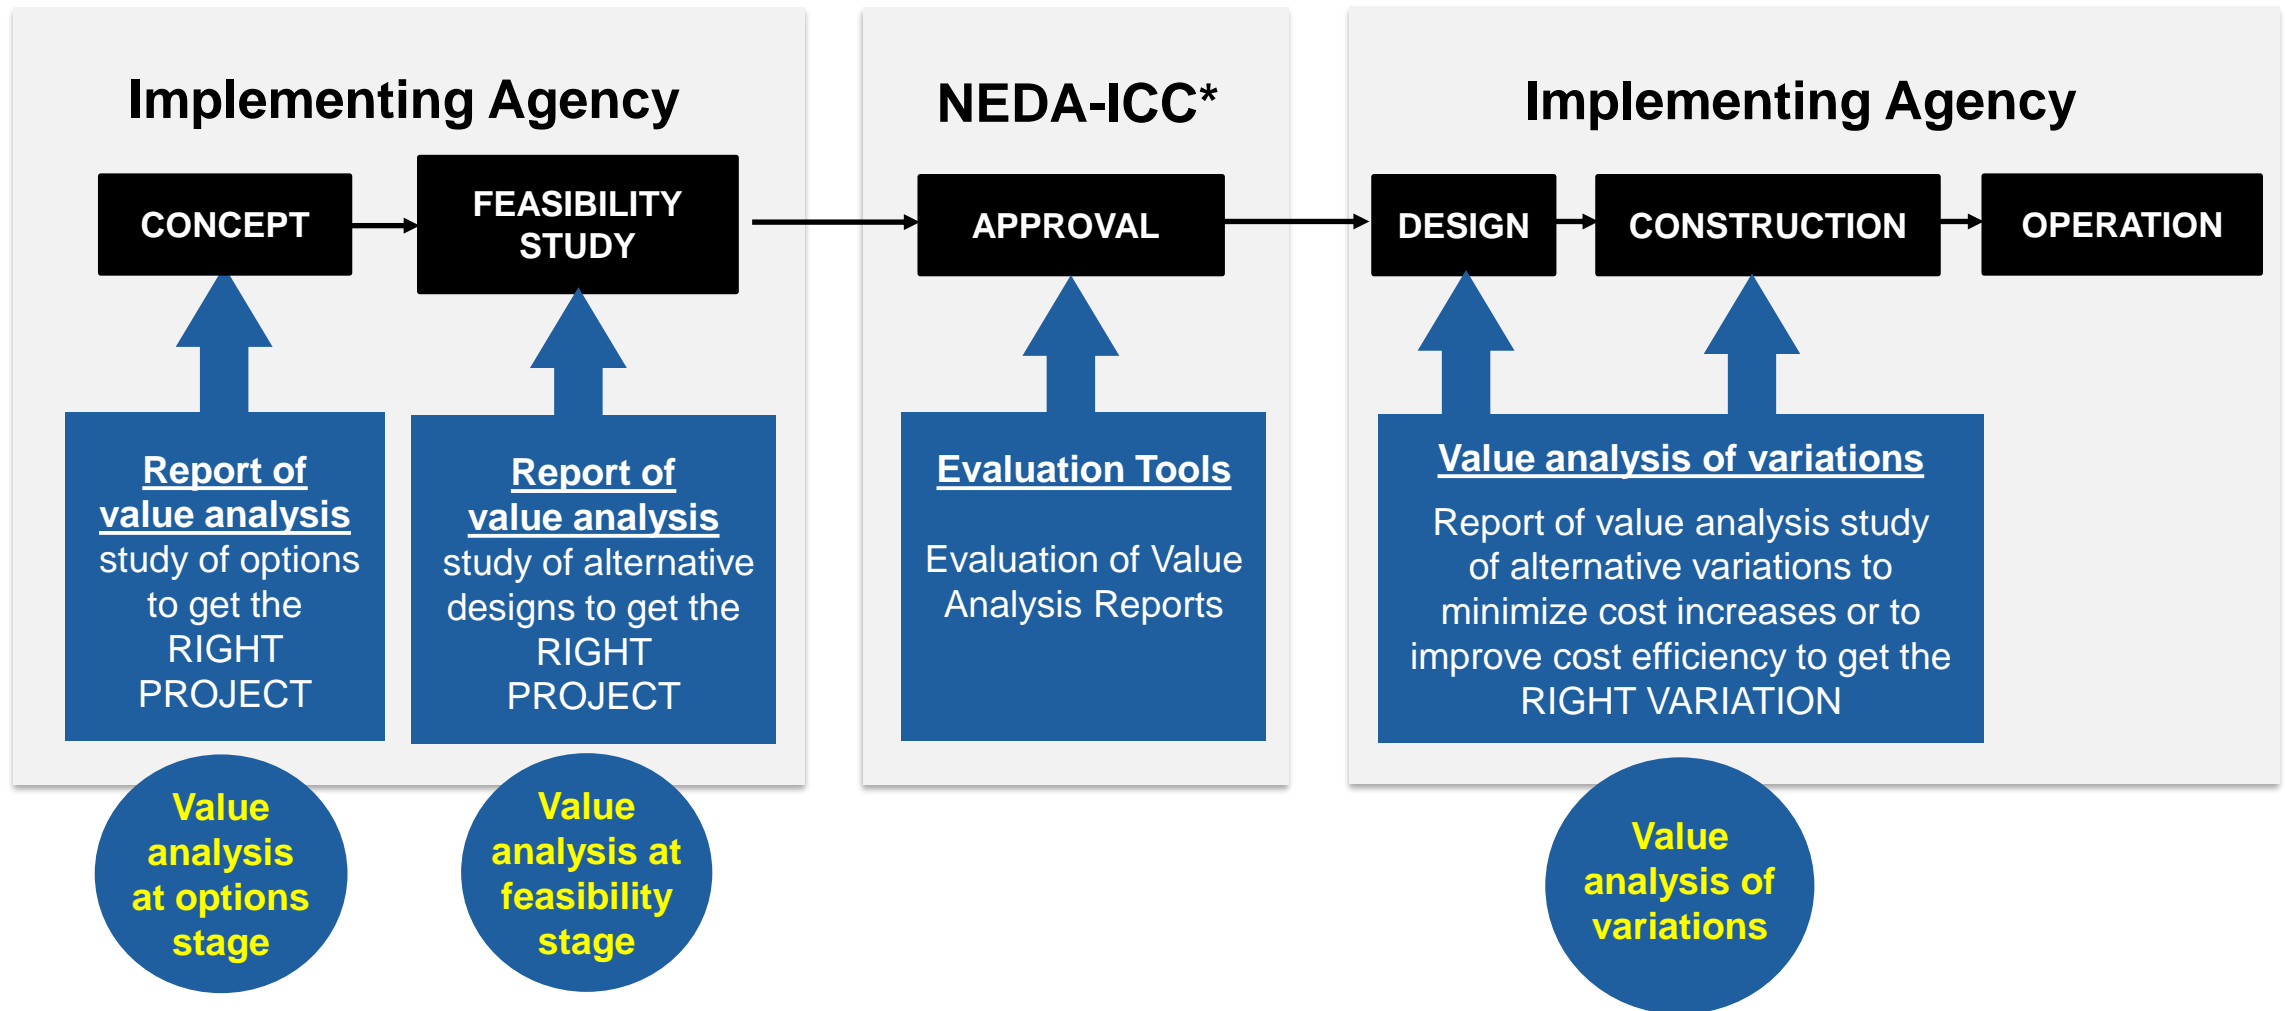 Implementing Agency
NEDA-ICC*
Implementing Agency
CONCEPT
FEASIBILITY
STUDY
APPROVAL
DESIGN
CONSTRUCTION
OPERATION
Report of
value analysis
study of options
to get the
RIGHT
PROJECT
Report of
value analysis
study of alternative
designs to get the
RIGHT
PROJECT
Evaluation Tools
Evaluation of Value
Analysis Reports
Value analysis of variations
Report of value analysis study
of alternative variations to
minimize cost increases or to
improve cost efficiency to get the
RIGHT VARIATION
Value
analysis
at options
stage
Value
analysis at
feasibility
stage
Value
analysis of
variations